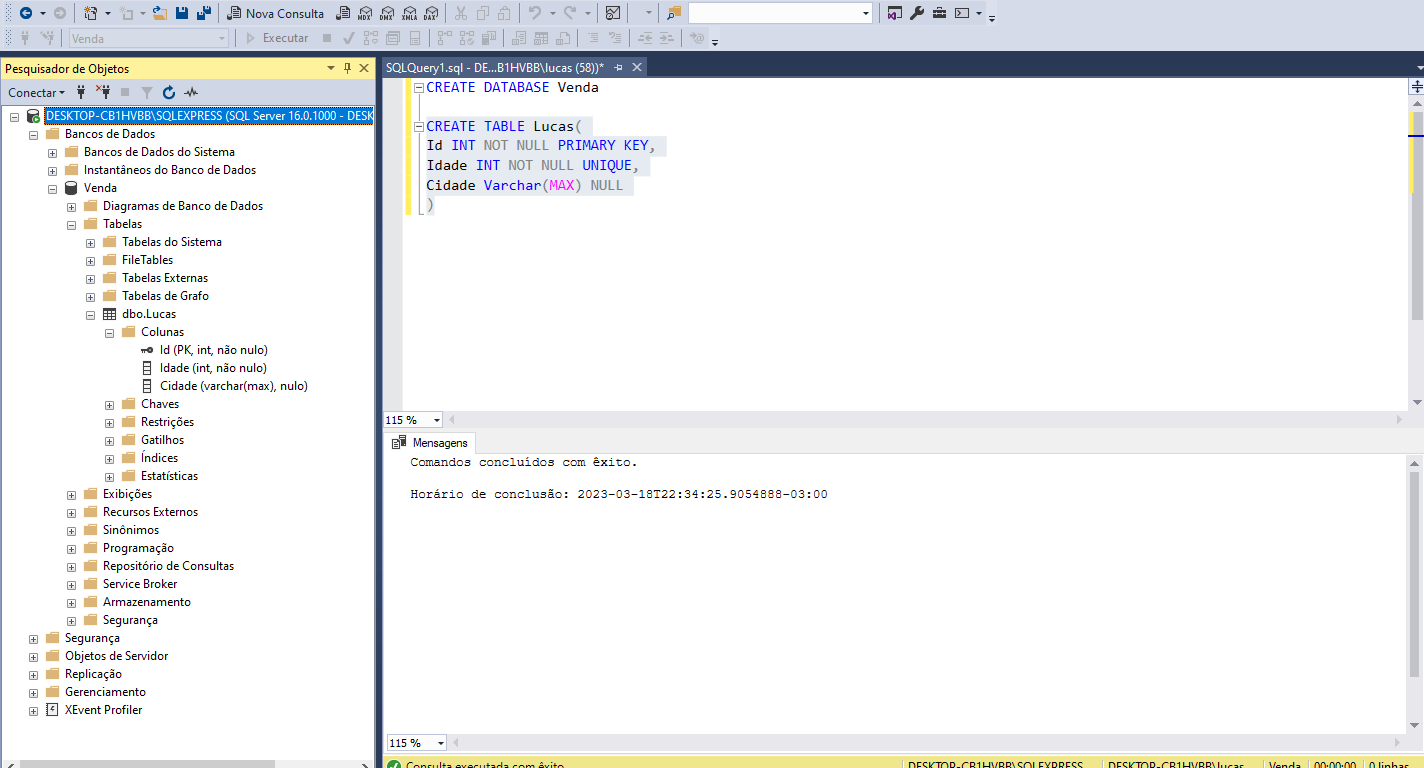 Nova Consulta
MDX
DMX
XMLA
DAX
Venda
Executar
Pesquisador de Objetos
Conectar
DESKTOP-CB1HVBB\SQLEXPRESS (SQL Server 16.0.1000 - DESK
Bancos de Dados
Bancos de Dados do Sistema
Instantâneos do Banco de Dados
Venda
Diagramas de Banco de Dados
Tabelas
Tabelas do Sistema
FileTables
Tabelas Externas
Tabelas de Grafo
dbo.Lucas
Colunas
Id (PK, int, não nulo)
Idade (int, não nulo)
Cidade (varchar(max), nulo)
Chaves
Restrições
Gatilhos
Índices
Estatísticas
Exibições
Recursos Externos
Sinônimos
Programação
Repositório de Consultas
Service Broker
Armazenamento
Segurança
Segurança
Objetos de Servidor
Replicação
Gerenciamento
XEvent Profiler
SQLQuery1.sql - DE...B1HVBB\lucas (58))*
CREATE DATABASE Venda
CREATE TABLE Lucas(
Id INT NOT NULL PRIMARY KEY,
Idade INT NOT NULL UNIQUE,
Cidade Varchar(MAX) NULL
)
115 %
Mensagens
Comandos concluídos com êxito.
Horário de conclusão: 2023-03-18T22:34:25.9054888-03:00
115 %
Consulta executada com êxito
DESKTOP-CB1HVBB\SQLEXPRESS
DESKTOP-CB1HVBB\lucas
Venda
00:00:00
0 linhas